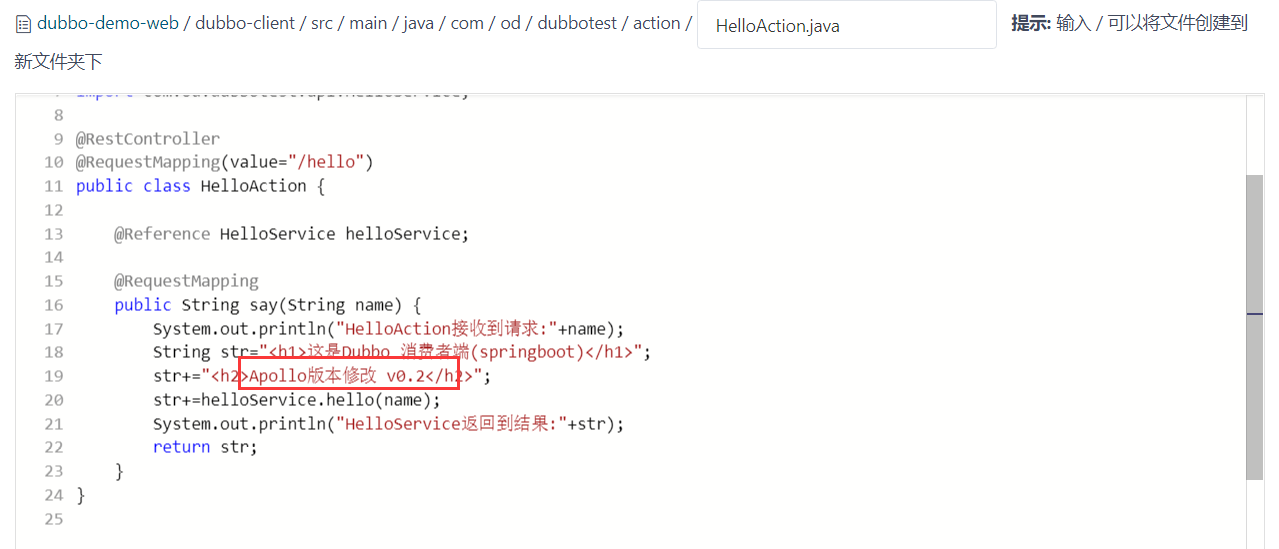 dubbo-demo-web / dubbo-client / src / main / java / com / od / dubbotest / action / HelloAction.java 提示: 输入 / 可以将文件创建到
新文件夹下
8
9 @RestController
10 @RequestMapping(value="/hello")
11 public class HelloAction {
12
13 @Reference HelloService helloService;
14
15 @RequestMapping
16 public String say(String name) {
17 System.out.println("HelloAction接收到请求:"+name);
18 String str="<h1>这是Dubbo 消费者端(springboot)</h1>";
19 str+="<h2>Apollo版本修改 v0.2</h2>";
20 str+=helloService.hello(name);
21 System.out.println("HelloService返回到结果:"+str);
22 return str;
23 }
24 }
25